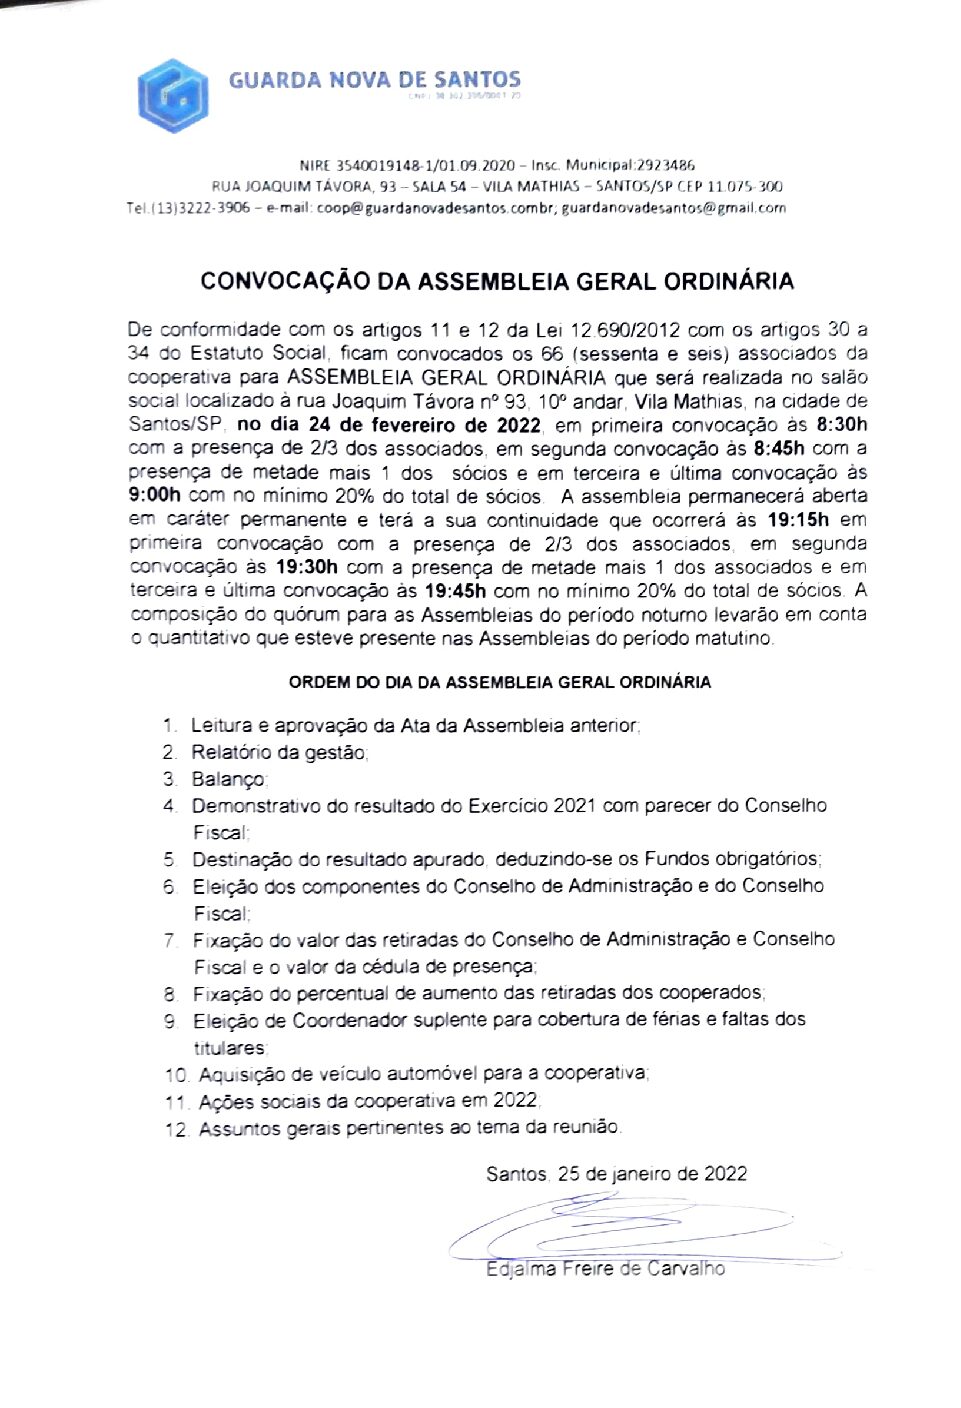 GUARDA NOVA DE SANTOS
NIRE 3540019148-1/01.09.2020 – Insc. Municipal:2923486
RUA JOAQUIM TÁVORA, 93 – SALA 54 – VILA MATHIAS – SANTOS/SP CEP 11.075-300
Tel.(13)3222-3906 – e-mail: coop@guardanovadesantos.combr; guardanovadesantos@gmail.com
CONVOCAÇÃO DA ASSEMBLEIA GERAL ORDINÁRIA
De conformidade com os artigos 11 e 12 da Lei 12.690/2012 com os artigos 30 a
34 do Estatuto Social, ficam convocados os 66 (sessenta e seis) associados da
cooperativa para ASSEMBLEIA GERAL ORDINÁRIA que será realizada no salão
social localizado à rua Joaquim Távora nº 93, 10º andar, Vila Mathias, na cidade de
Santos/SP, no dia 24 de fevereiro de 2022, em primeira convocação às 8:30h
com a presença de 2/3 dos associados, em segunda convocação às 8:45h com a
presença de metade mais 1 dos sócios e em terceira e última convocação às
9:00h com no mínimo 20% do total de sócios. A assembleia permanecerá aberta
em caráter permanente e terá a sua continuidade que ocorrerá às 19:15h em
primeira convocação com a presença de 2/3 dos associados, em segunda
convocação às 19:30h com a presença de metade mais 1 dos associados e em
terceira e última convocação às 19:45h com no mínimo 20% do total de sócios. A
composição do quórum para as Assembleias do período noturno levarão em conta
o quantitativo que esteve presente nas Assembleias do período matutino.
ORDEM DO DIA DA ASSEMBLEIA GERAL ORDINÁRIA
1. Leitura e aprovação da Ata da Assembleia anterior;
2. Relatório da gestão;
3. Balanço;
4. Demonstrativo do resultado do Exercício 2021 com parecer do Conselho
Fiscal;
5. Destinação do resultado apurado, deduzindo-se os Fundos obrigatórios;
6. Eleição dos componentes do Conselho de Administração e do Conselho
Fiscal;
7. Fixação do valor das retiradas do Conselho de Administração e Conselho
Fiscal e o valor da cédula de presença;
8. Fixação do percentual de aumento das retiradas dos cooperados;
9. Eleição de Coordenador suplente para cobertura de férias e faltas dos
titulares;
10. Aquisição de veículo automóvel para a cooperativa;
11. Ações sociais da cooperativa em 2022;
12. Assuntos gerais pertinentes ao tema da reunião.
Santos, 25 de janeiro de 2022
Edjalma Freire de Carvalho